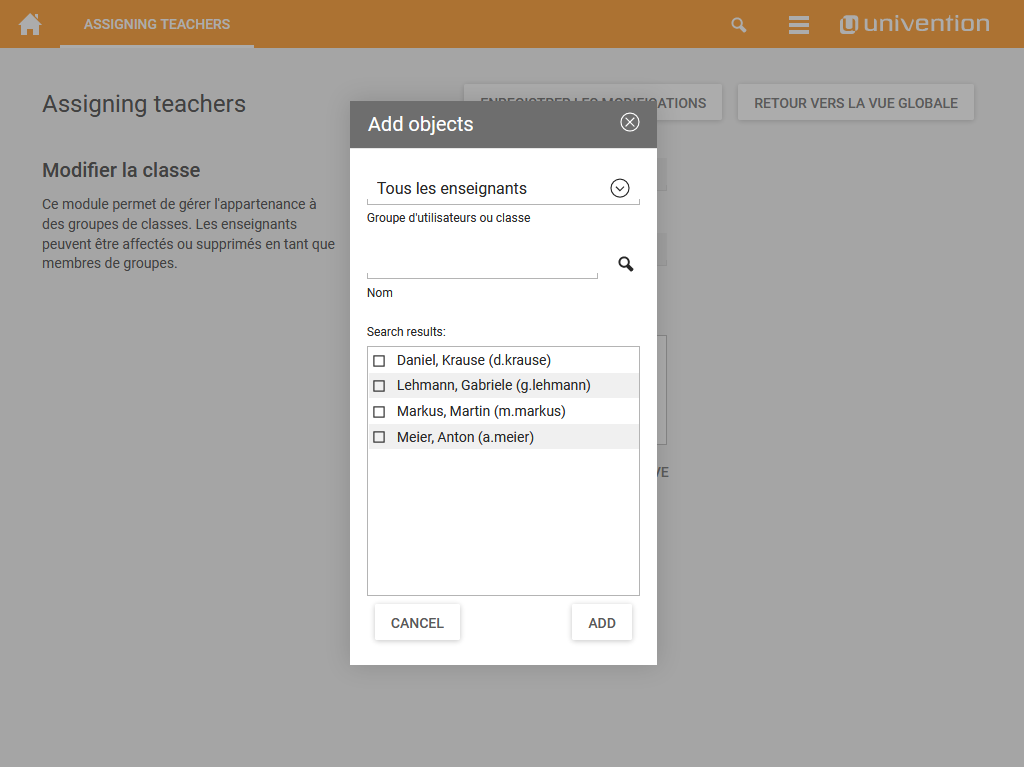 ASSIGNING TEACHERS
univention
Assigning teachers
ENREGISTRER LES MODIFICATIONS
RETOUR VERS LA VUE GLOBALE
Modifier la classe
Ce module permet de gérer l'appartenance à
des groupes de classes. Les enseignants
peuvent être affectés ou supprimés en tant que
membres de groupes.
Add objects
Tous les enseignants
Groupe d'utilisateurs ou classe
Nom
Search results:
Daniel, Krause (d.krause)
Lehmann, Gabriele (g.lehmann)
Markus, Martin (m.markus)
Meier, Anton (a.meier)
CANCEL
ADD